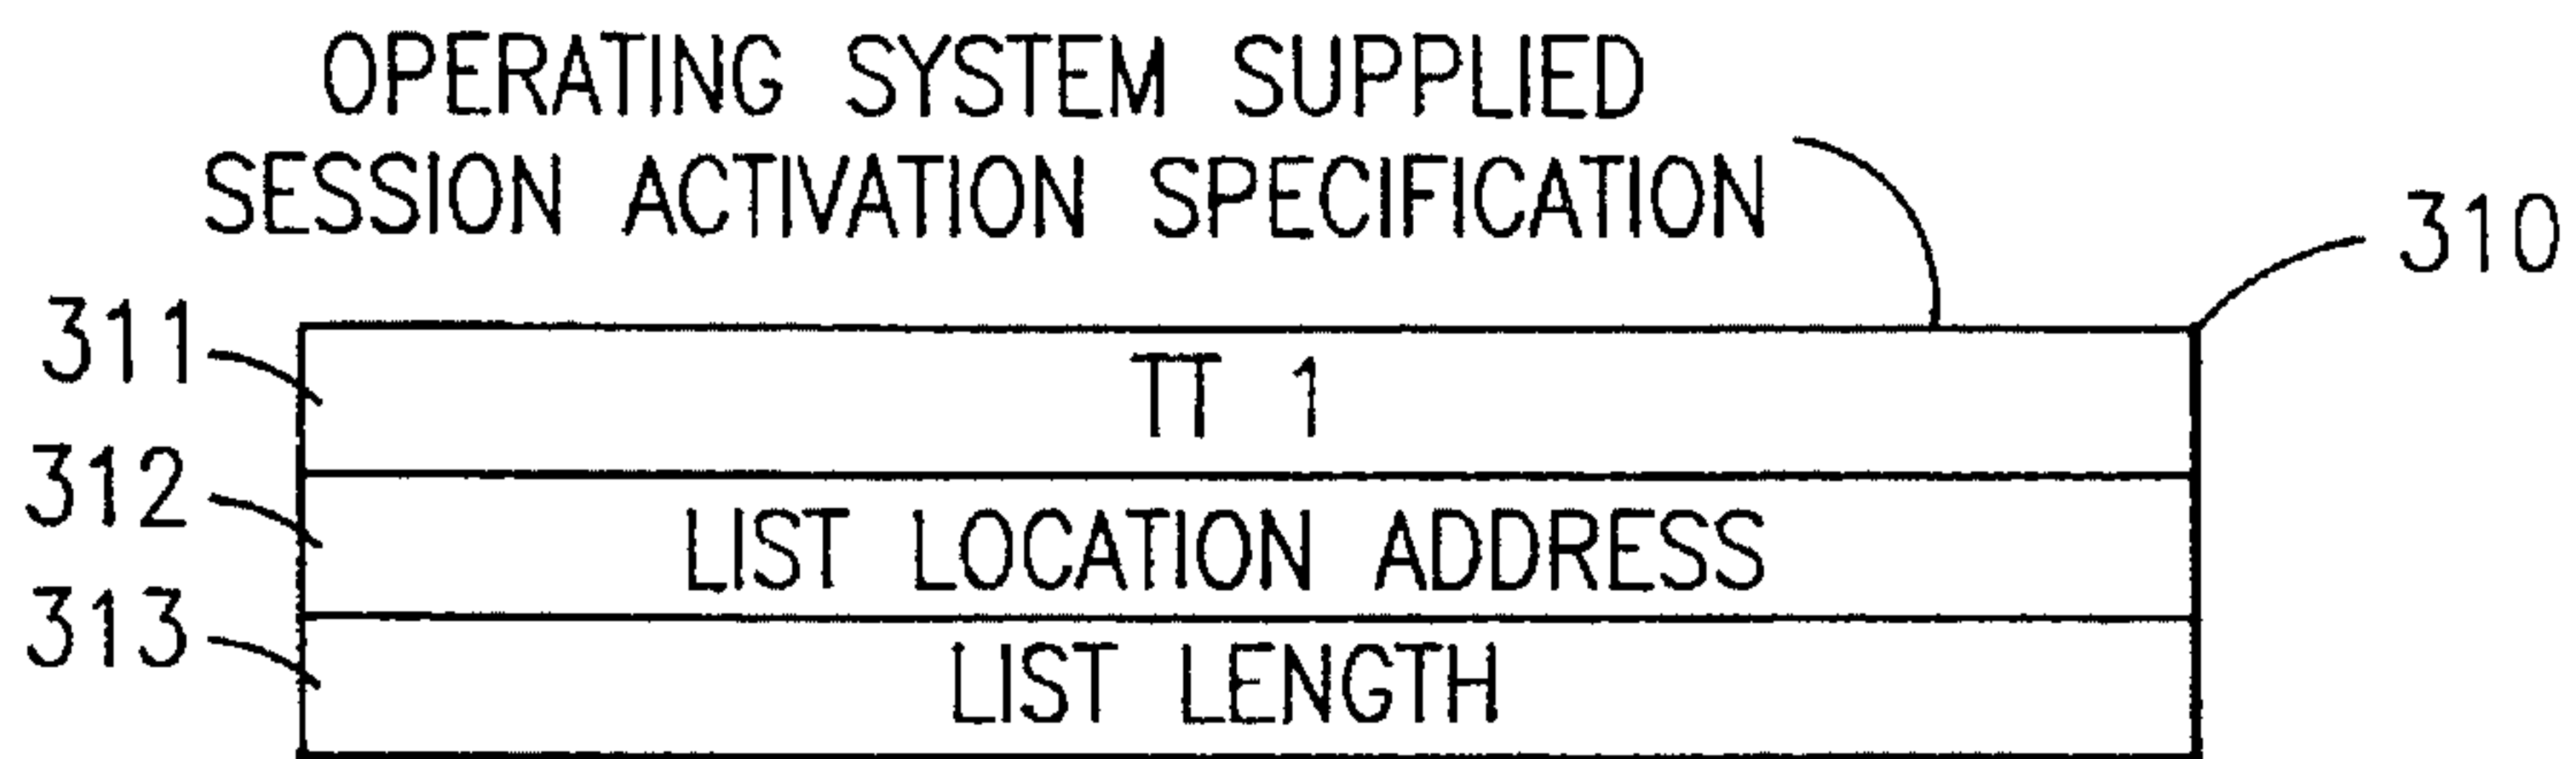 OPERATING SYSTEM SUPPLIED
SESSION ACTIVATION SPECIFICATION
310
311
TT 1
312
LIST LOCATION ADDRESS
313
LIST LENGTH